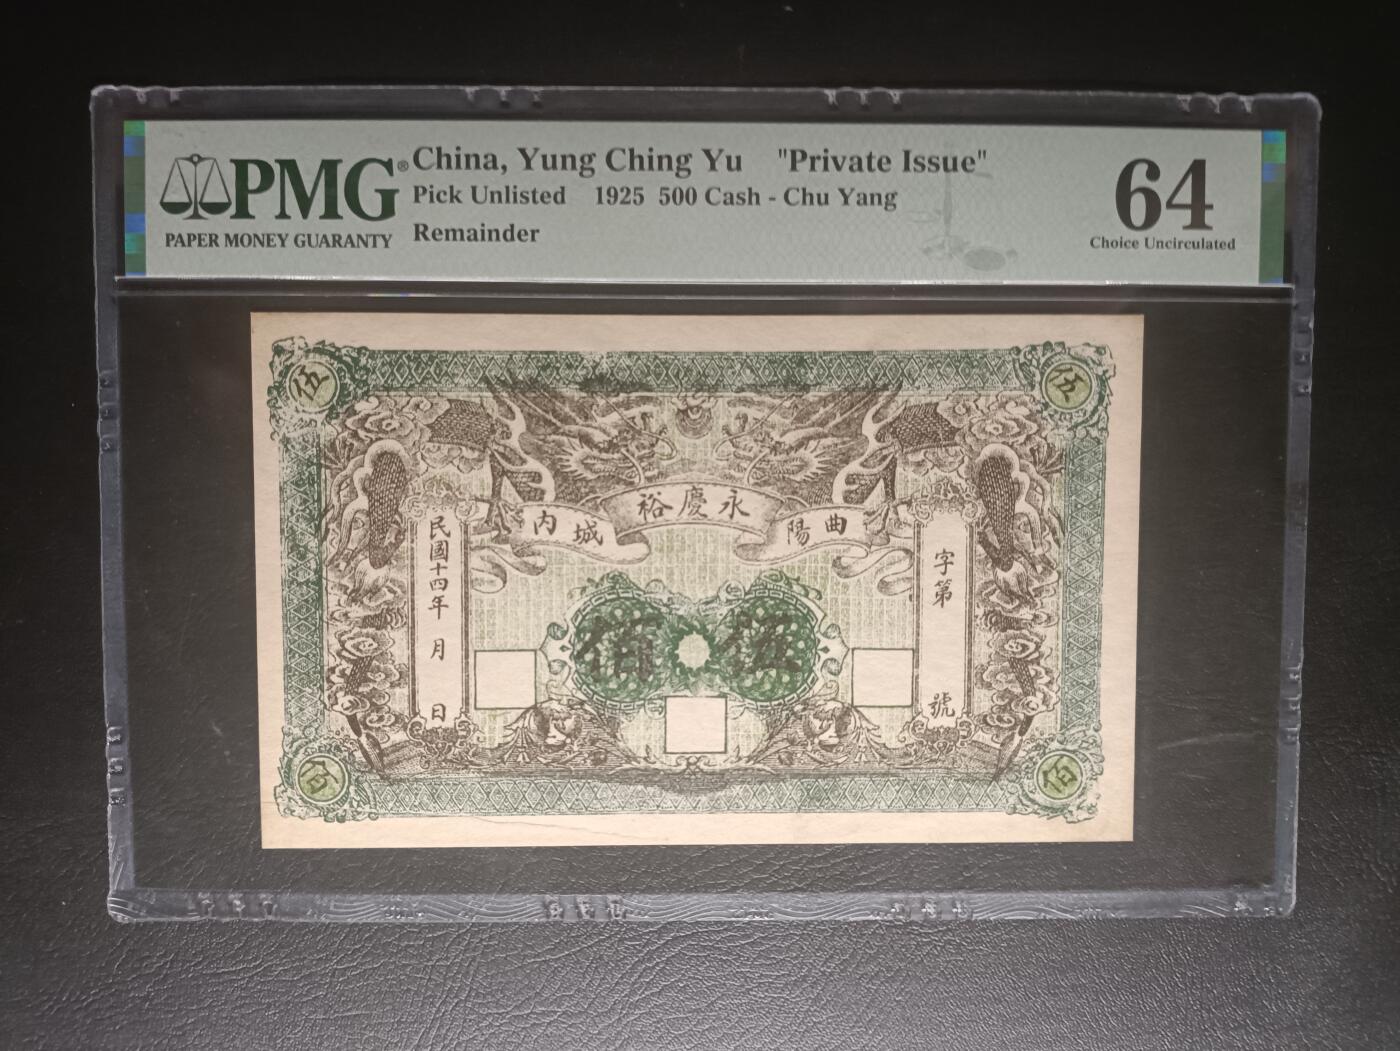 PMG®
PAPER MONEY GUARANTY
China, Yung Ching Yu "Private Issue"
Pick Unlisted 1925 500 Cash - Chu Yang
Remainder
64
Choice Uncirculated
伍
伍
永慶裕
曲陽
城内
字第 號
民國十四年 月 日
伍佰
佰
佰